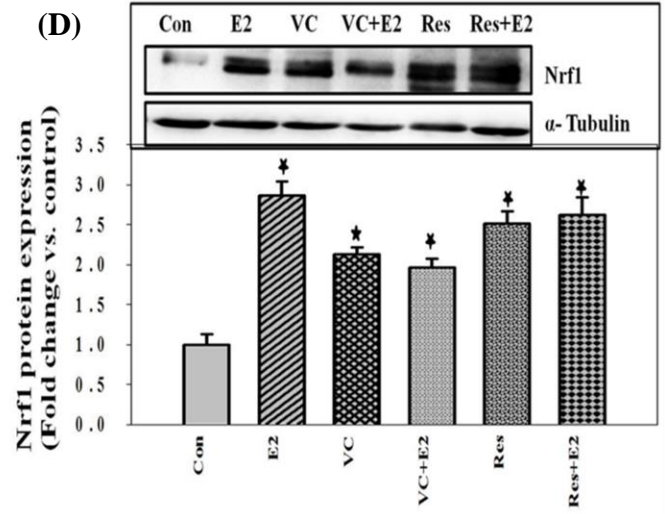 (D)
Con E2 VC VC+E2 Res Res+E2
Nrf1
α- Tubulin
Nrf1 protein expression
(Fold change vs. control)
3.5
3.0
2.5
2.0
1.5
1.0
0.5
0.0
* * * * *
Con E2 VC VC+E2 Res Res+E2